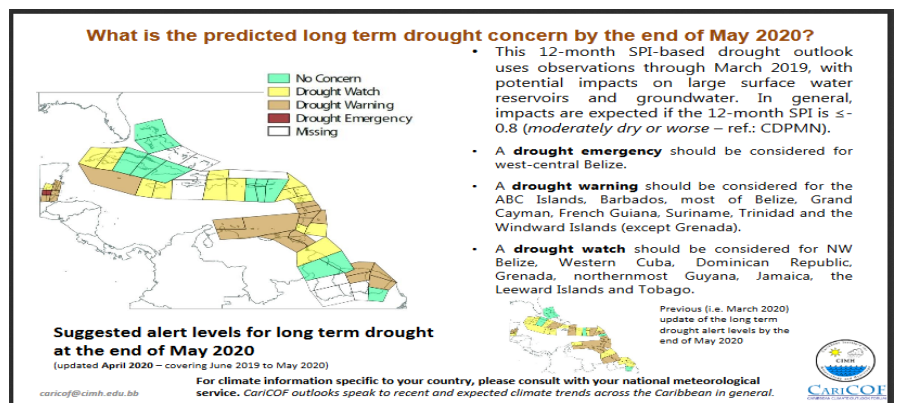 What is the predicted long term drought concern by the end of May 2020?
No Concern
Drought Watch
Drought Warning
Drought Emergency
Missing
• This 12-month SPI-based drought outlook
uses observations through March 2019, with
potential impacts on large surface water
reservoirs and groundwater. In general,
impacts are expected if the 12-month SPI is ≤-
0.8 (moderately dry or worse – ref.: CDPMN).
• A drought emergency should be considered for
west-central Belize.
• A drought warning should be considered for the
ABC Islands, Barbados, most of Belize, Grand
Cayman, French Guiana, Suriname, Trinidad and the
Windward Islands (except Grenada).
• A drought watch should be considered for NW
Belize, Western Cuba, Dominican Republic,
Grenada, northernmost Guyana, Jamaica, the
Leeward Islands and Tobago.
Previous (i.e. March 2020)
update of the long term
drought alert levels by the
end of May 2020
Suggested alert levels for long term drought
at the end of May 2020
(updated April 2020 – covering June 2019 to May 2020)
For climate information specific to your country, please consult with your national meteorological
service. CariCOF outlooks speak to recent and expected climate trends across the Caribbean in general.
caricof@cimh.edu.bb
CIMH
CARICOF